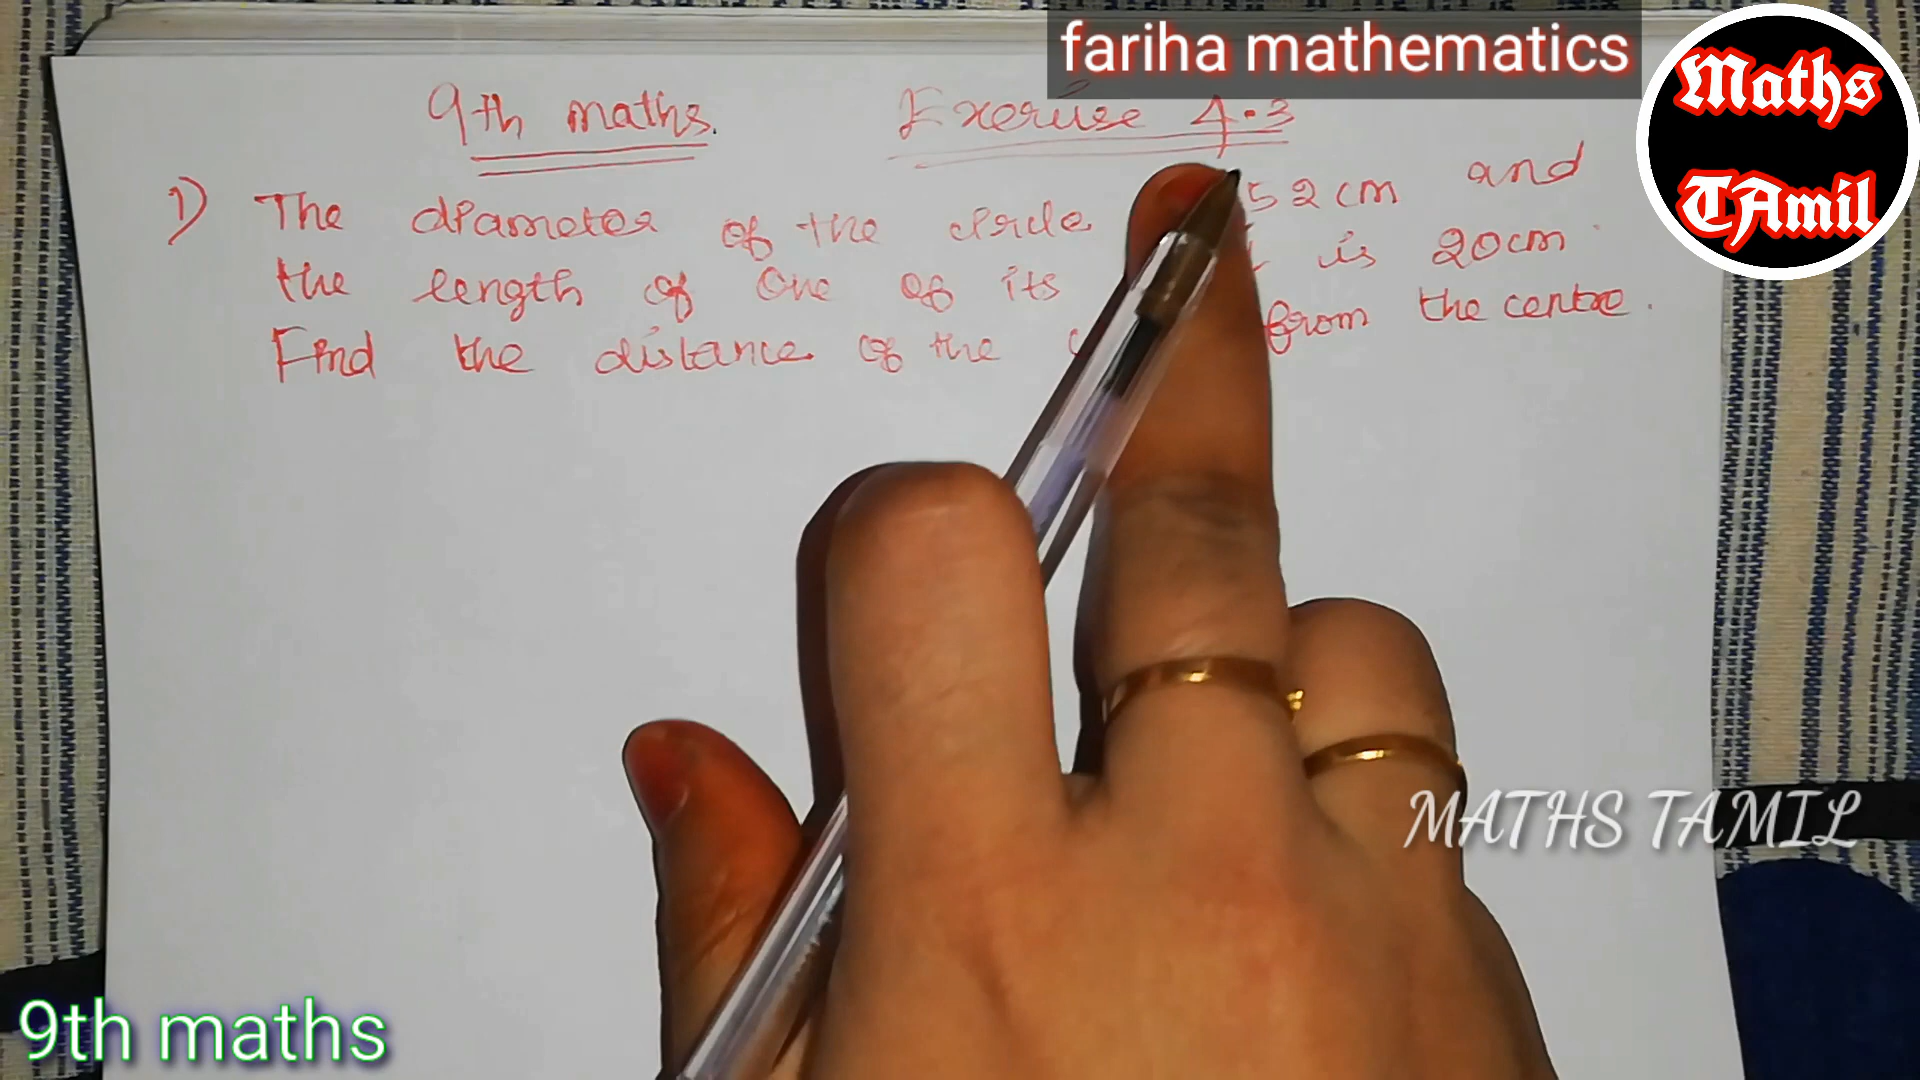 fariha mathematics
Maths
TAmil
9th maths. Exercise 4.3
1) The diameter of the circle 52 cm and
the length of one of its is 20cm.
Find the distance of the from the centre.
MATHS TAMIL
9th maths